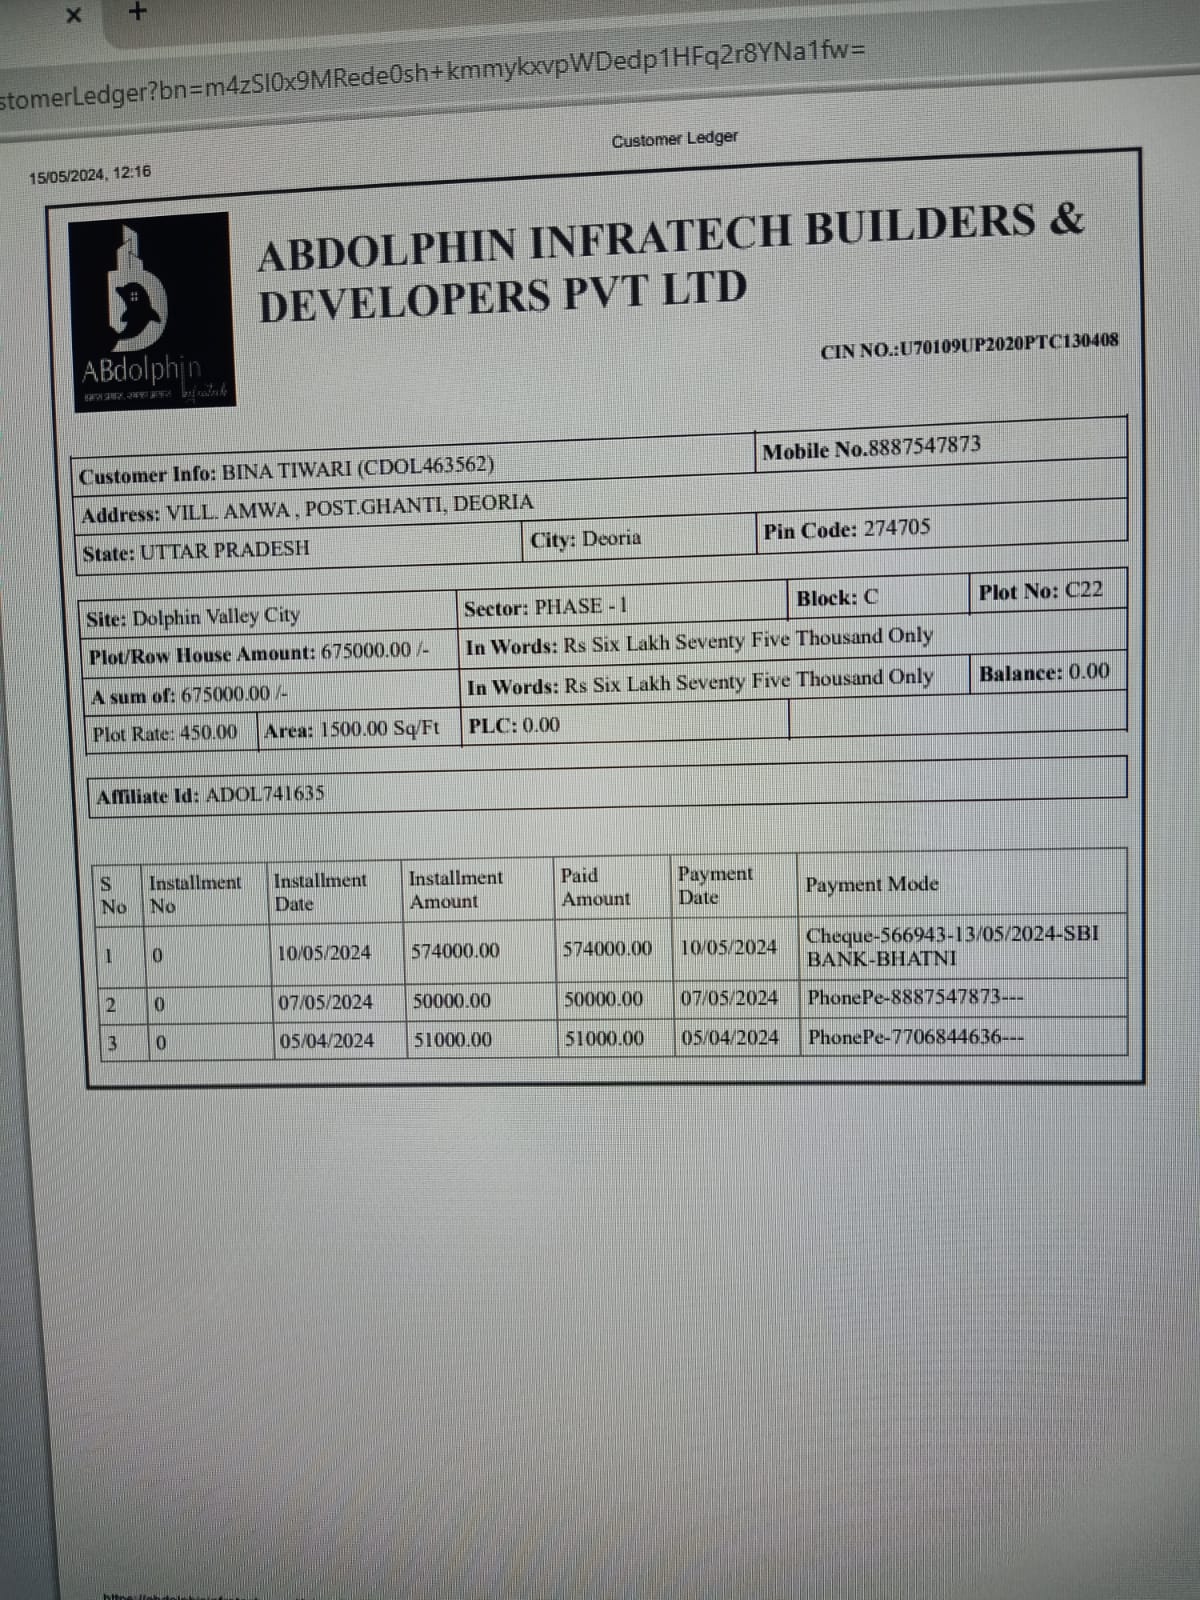 stomerLedger?bn=m4zSI0x9MRede0sh+kmmykxvpWDedp1HFq2r8YNa1fw=
15/05/2024, 12:16
Customer Ledger
ABDOLPHIN INFRATECH BUILDERS &
DEVELOPERS PVT LTD
CIN NO.:U70109UP2020PTC130408
ABdolphin
Infratech
Customer Info: BINA TIWARI (CDOL463562)
Mobile No.8887547873
Address: VILL. AMWA , POST.GHANTI, DEORIA
State: UTTAR PRADESH
City: Deoria
Pin Code: 274705
Site: Dolphin Valley City
Sector: PHASE - 1
Block: C
Plot No: C22
Plot/Row House Amount: 675000.00 /-
In Words: Rs Six Lakh Seventy Five Thousand Only
A sum of: 675000.00 /-
In Words: Rs Six Lakh Seventy Five Thousand Only
Balance: 0.00
Plot Rate: 450.00
Area: 1500.00 Sq/Ft
PLC: 0.00
Affiliate Id: ADOL741635
S No
Installment No
Installment Date
Installment Amount
Paid Amount
Payment Date
Payment Mode
1 0 10/05/2024 574000.00 574000.00 10/05/2024 Cheque-566943-13/05/2024-SBI
BANK-BHATNI
2 0 07/05/2024 50000.00 50000.00 07/05/2024 PhonePe-8887547873---
3 0 05/04/2024 51000.00 51000.00 05/04/2024 PhonePe-7706844636---